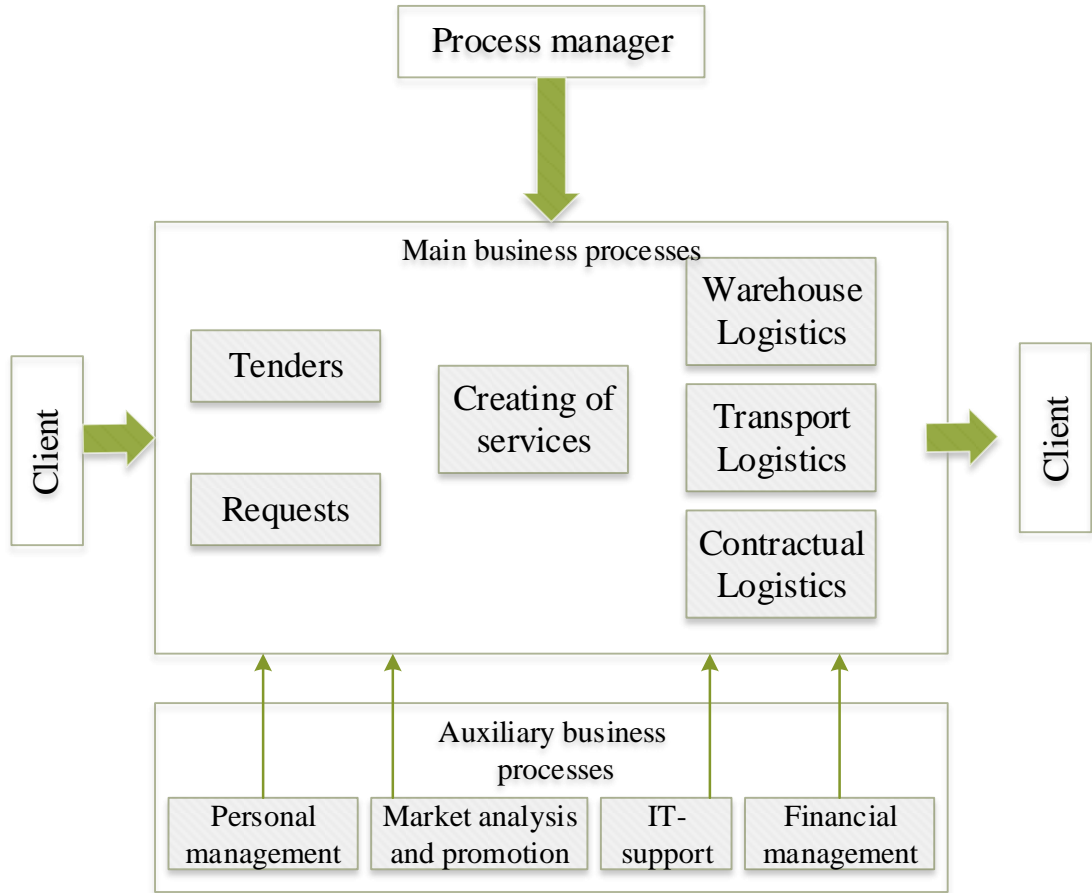 Process manager
Main business processes
Client
Tenders
Requests
Creating of
services
Warehouse
Logistics
Transport
Logistics
Contractual
Logistics
Client
Auxiliary business
processes
Personal
management
Market analysis
and promotion
IT-
support
Financial
management